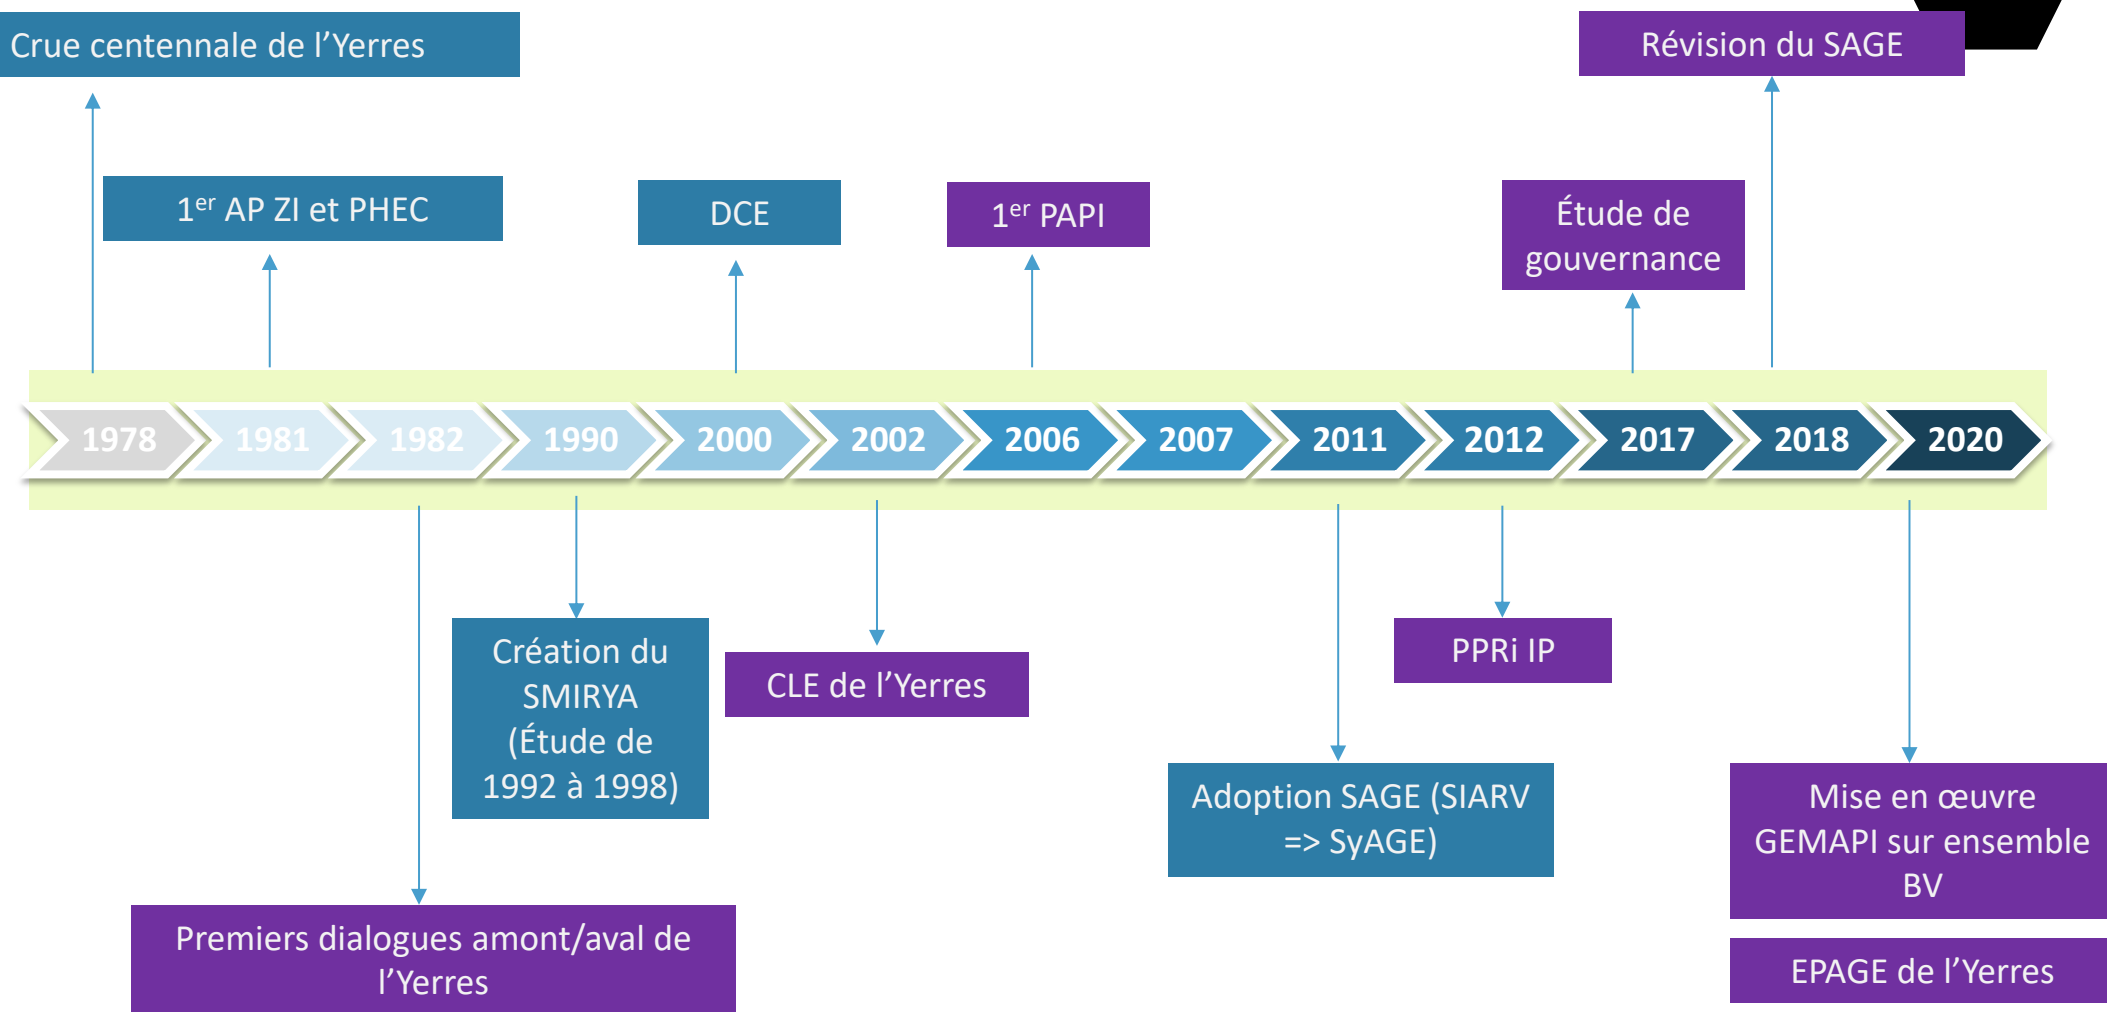 Crue centennale de l’Yerres
Révision du SAGE
1er AP ZI et PHEC
DCE
1er PAPI
Étude de
gouvernance
1978
1981
1982
1990
2000
2002
2006
2007
2011
2012
2017
2018
2020
Création du
SMIRYA
(Étude de
1992 à 1998)
CLE de l’Yerres
PPRi IP
Adoption SAGE (SIARV
=> SyAGE)
Mise en œuvre
GEMAPI sur ensemble
BV
Premiers dialogues amont/aval de
l’Yerres
EPAGE de l’Yerres